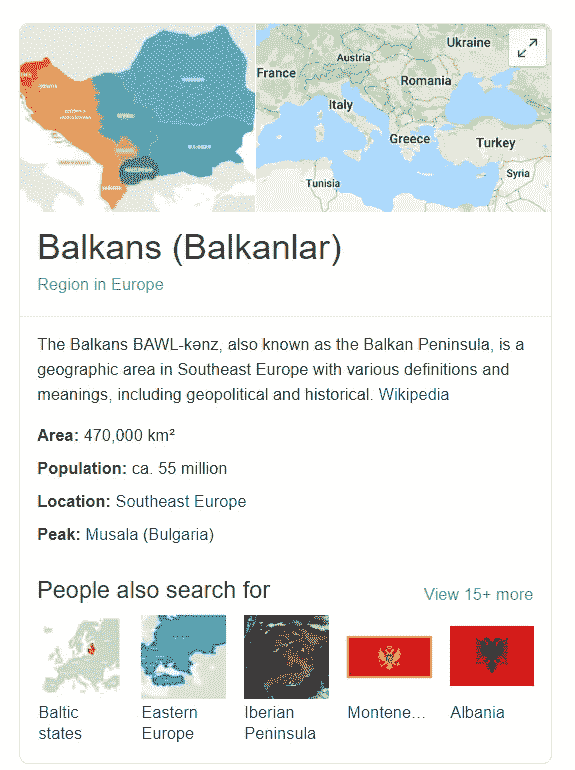 Ukraine
Austria
France
Romania
Italy
Greece
Turkey
Syria
Tunisia
Balkans (Balkanlar)
Region in Europe
The Balkans BAWL-kənz, also known as the Balkan Peninsula, is a
geographic area in Southeast Europe with various definitions and
meanings, including geopolitical and historical. Wikipedia
Area: 470,000 km²
Population: ca. 55 million
Location: Southeast Europe
Peak: Musala (Bulgaria)
People also search for
View 15+ more
Baltic
states
Eastern
Europe
Iberian
Peninsula
Montene...
Albania